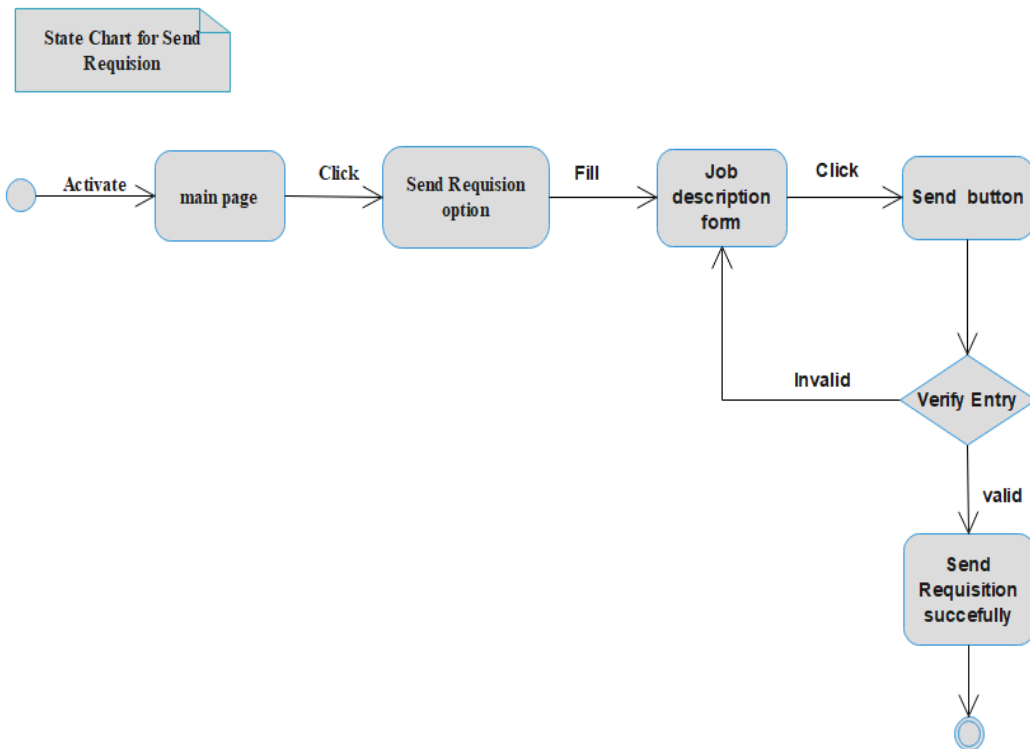 State Chart for Send
Requision
Activate
main page
Click
Send Requision
option
Fill
Job
description
form
Click
Send button
Invalid
Verify Entry
valid
Send
Requisition
succefully